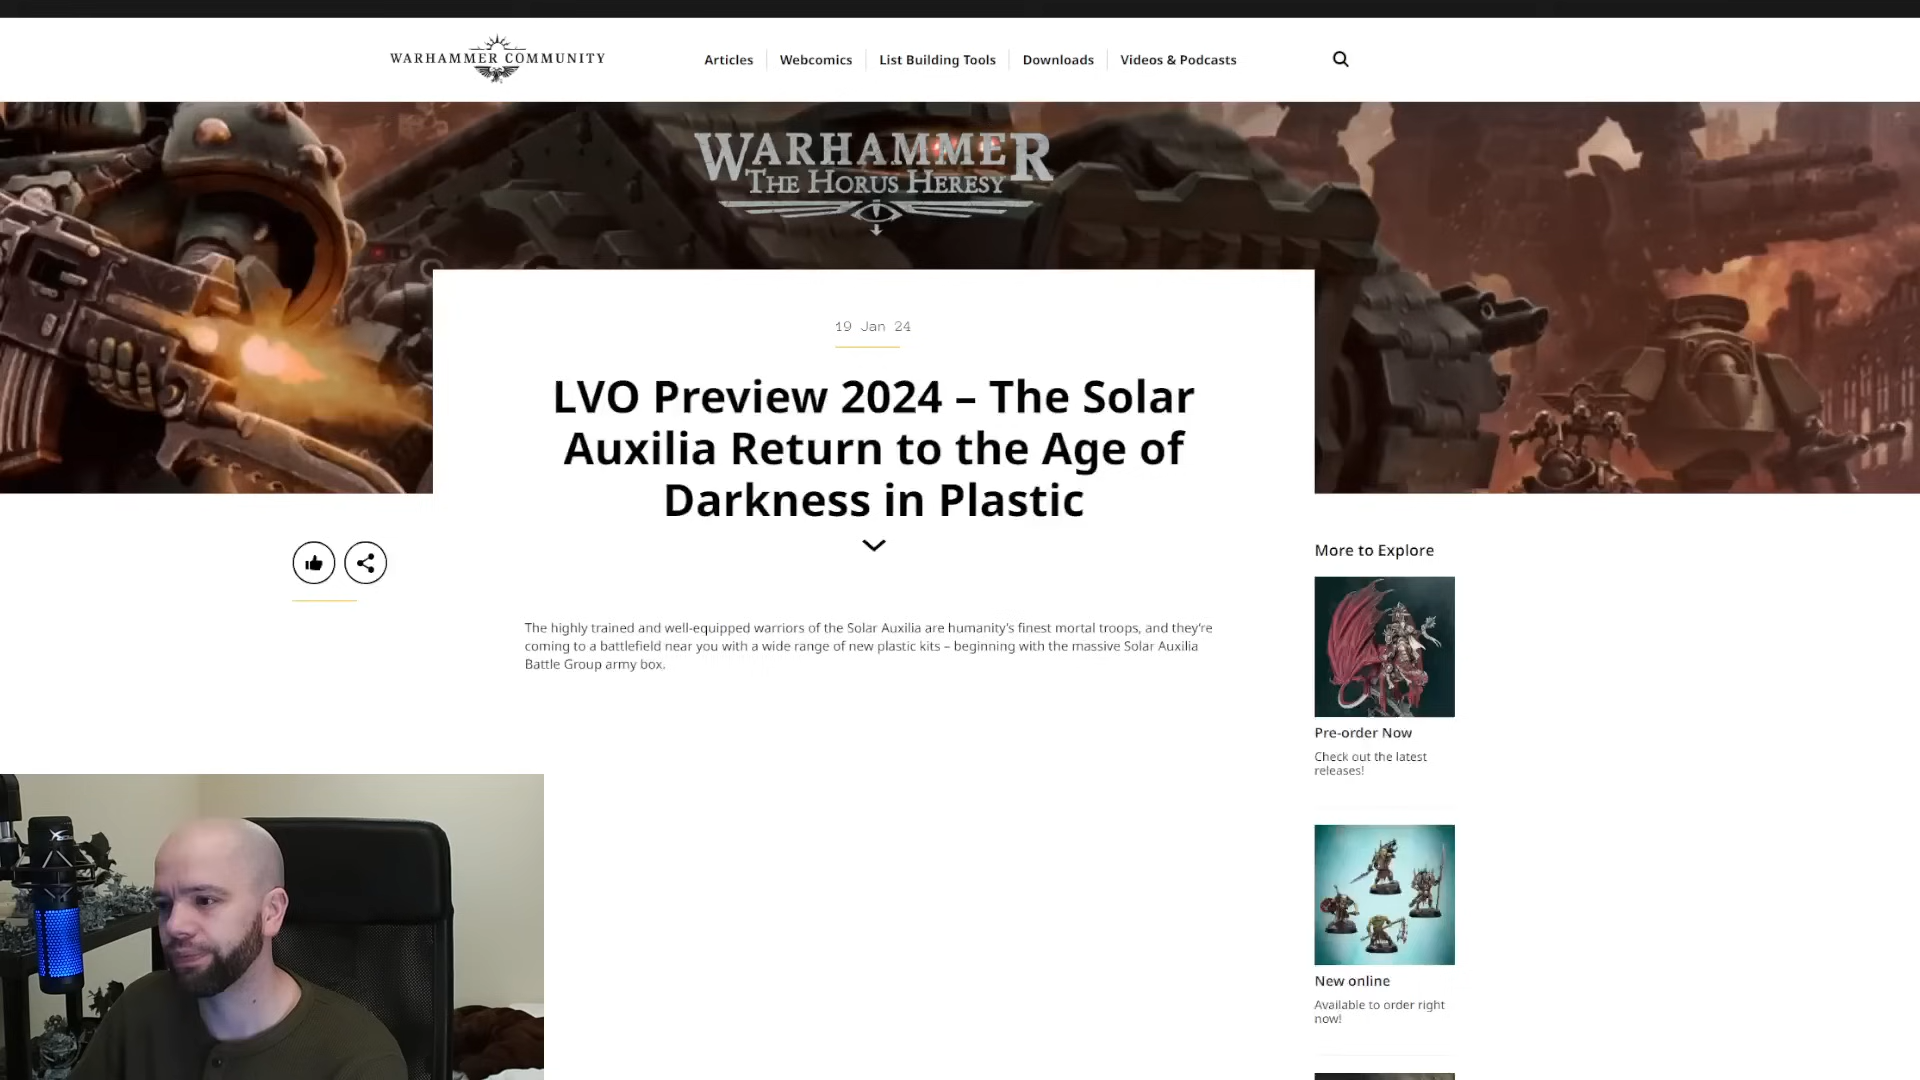 WARHAMMER COMMUNITY
Articles
Webcomics
List Building Tools
Downloads
Videos & Podcasts
WARHAMMER
THE HORUS HERESY
19 Jan 24
LVO Preview 2024 – The Solar
Auxilia Return to the Age of
Darkness in Plastic
The highly trained and well-equipped warriors of the Solar Auxilia are humanity's finest mortal troops, and they're
coming to a battlefield near you with a wide range of new plastic kits – beginning with the massive Solar Auxilia
Battle Group army box.
More to Explore
Pre-order Now
Check out the latest
releases!
New online
Available to order right
now!